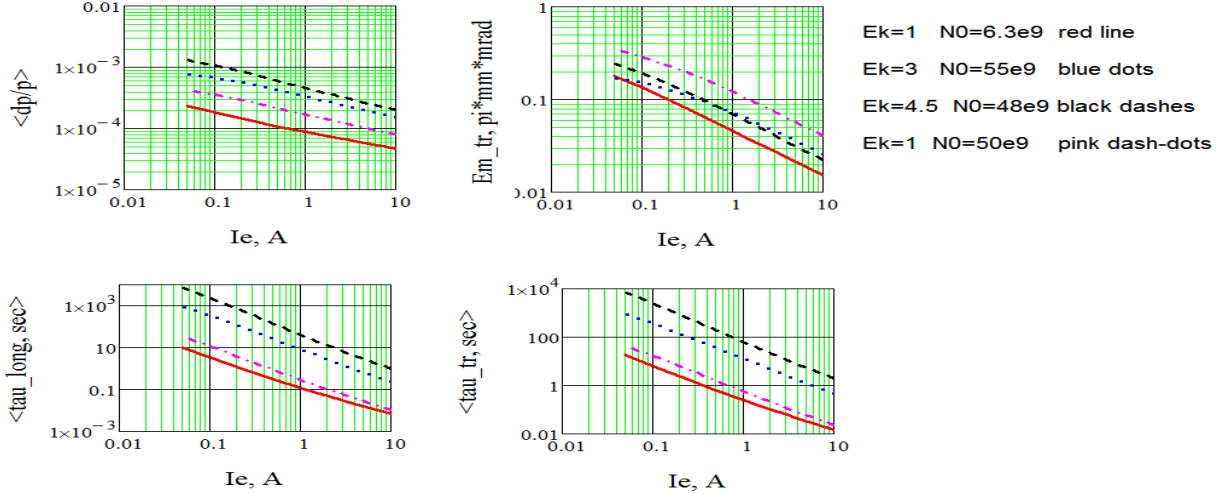 0.01
1×10⁻³
1×10⁻⁴
1×10⁻⁵
0.01
0.1
1
10
<dp/p>
Ie, A
1
0.1
0.01
0.01
0.1
1
10
Em_tr, pi*mm*mrad
Ie, A
Ek=1 N0=6.3e9 red line
Ek=3 N0=55e9 blue dots
Ek=4.5 N0=48e9 black dashes
Ek=1 N0=50e9 pink dash-dots
1×10³
10
0.1
1×10⁻³
0.01
0.1
1
10
<tau_long, sec>
Ie, A
1×10⁴
100
1
0.01
0.01
0.1
1
10
<tau_tr, sec>
Ie, A